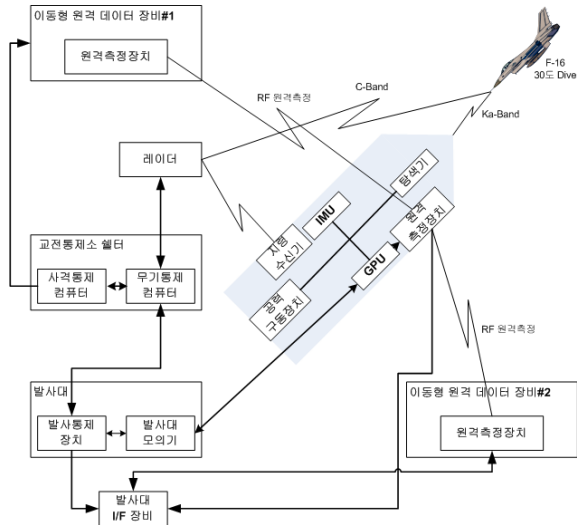 이동형 원격 데이터 장비#1
원격측정장치
F-16
30도 Dive
C-Band
RF 원격측정
Ka-Band
레이더
탐색기
IMU
원격
측정장치
지령
수신기
GPU
교전통제소 쉘터
사격통제
컴퓨터
무기통제
컴퓨터
공력
구동장치
RF 원격측정
발사대
발사통제
장치
발사대
모의기
이동형 원격 데이터 장비#2
원격측정장치
발사대
I/F 장비